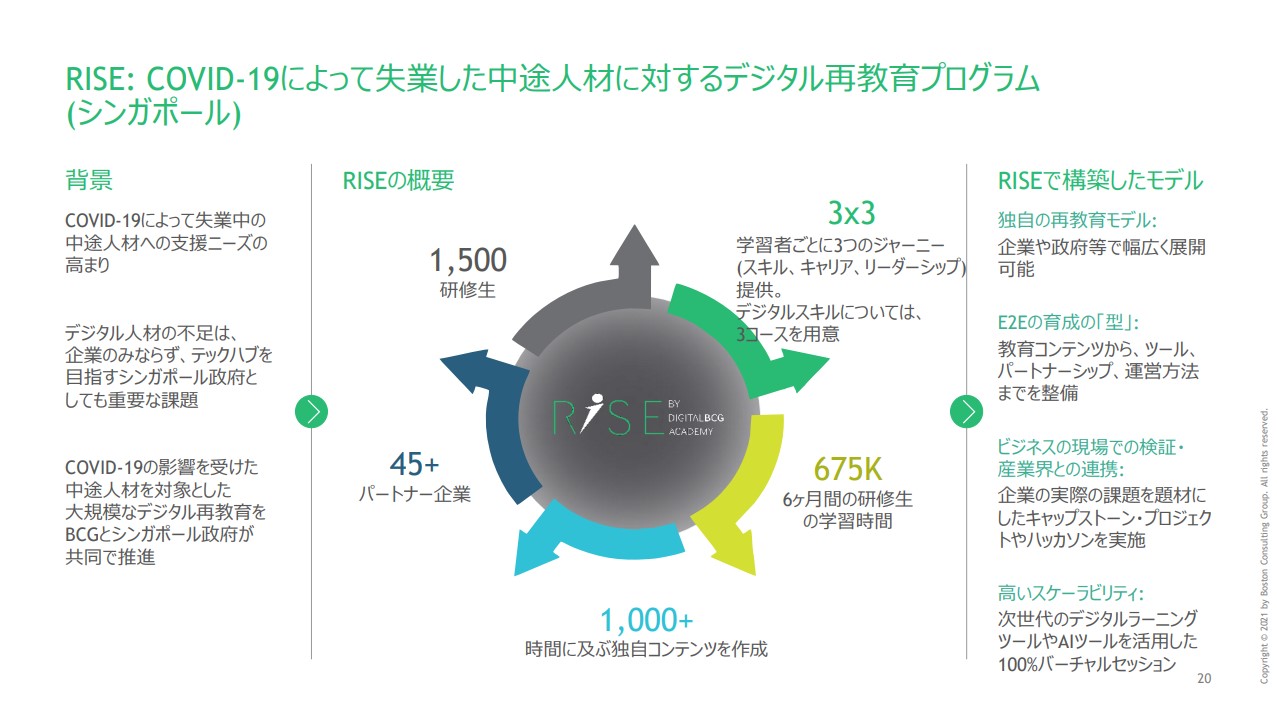 RISE: COVID-19によって失業した中途人材に対するデジタル再教育プログラム
(シンガポール)
背景
COVID-19によって失業中の
中途人材への支援ニーズの
高まり
デジタル人材の不足は、
企業のみならず、テックハブを
目指すシンガポール政府と
しても重要な課題
COVID-19の影響を受けた
中途人材を対象とした
大規模なデジタル再教育を
BCGとシンガポール政府が
共同で推進
RISEの概要
1,500
研修生
3x3
学習者ごとに3つのジャーニー
(スキル、キャリア、リーダーシップ)
提供。
デジタルスキルについては、
3コースを用意
RISE
BY
DIGITALBCG
ACADEMY
45+
パートナー企業
675K
6ヶ月間の研修生
の学習時間
1,000+
時間に及ぶ独自コンテンツを作成
RISEで構築したモデル
独自の再教育モデル:
企業や政府等で幅広く展開
可能
E2Eの育成の「型」:
教育コンテンツから、ツール、
パートナーシップ、運営方法
までを整備
ビジネスの現場での検証・
産業界との連携:
企業の実際の課題を題材に
したキャップストーン・プロジェク
トやハッカソンを実施
高いスケーラビリティ:
次世代のデジタルラーニング
ツールやAIツールを活用した
100%バーチャルセッション
20
Copyright © 2021 by Boston Consulting Group. All rights reserved.